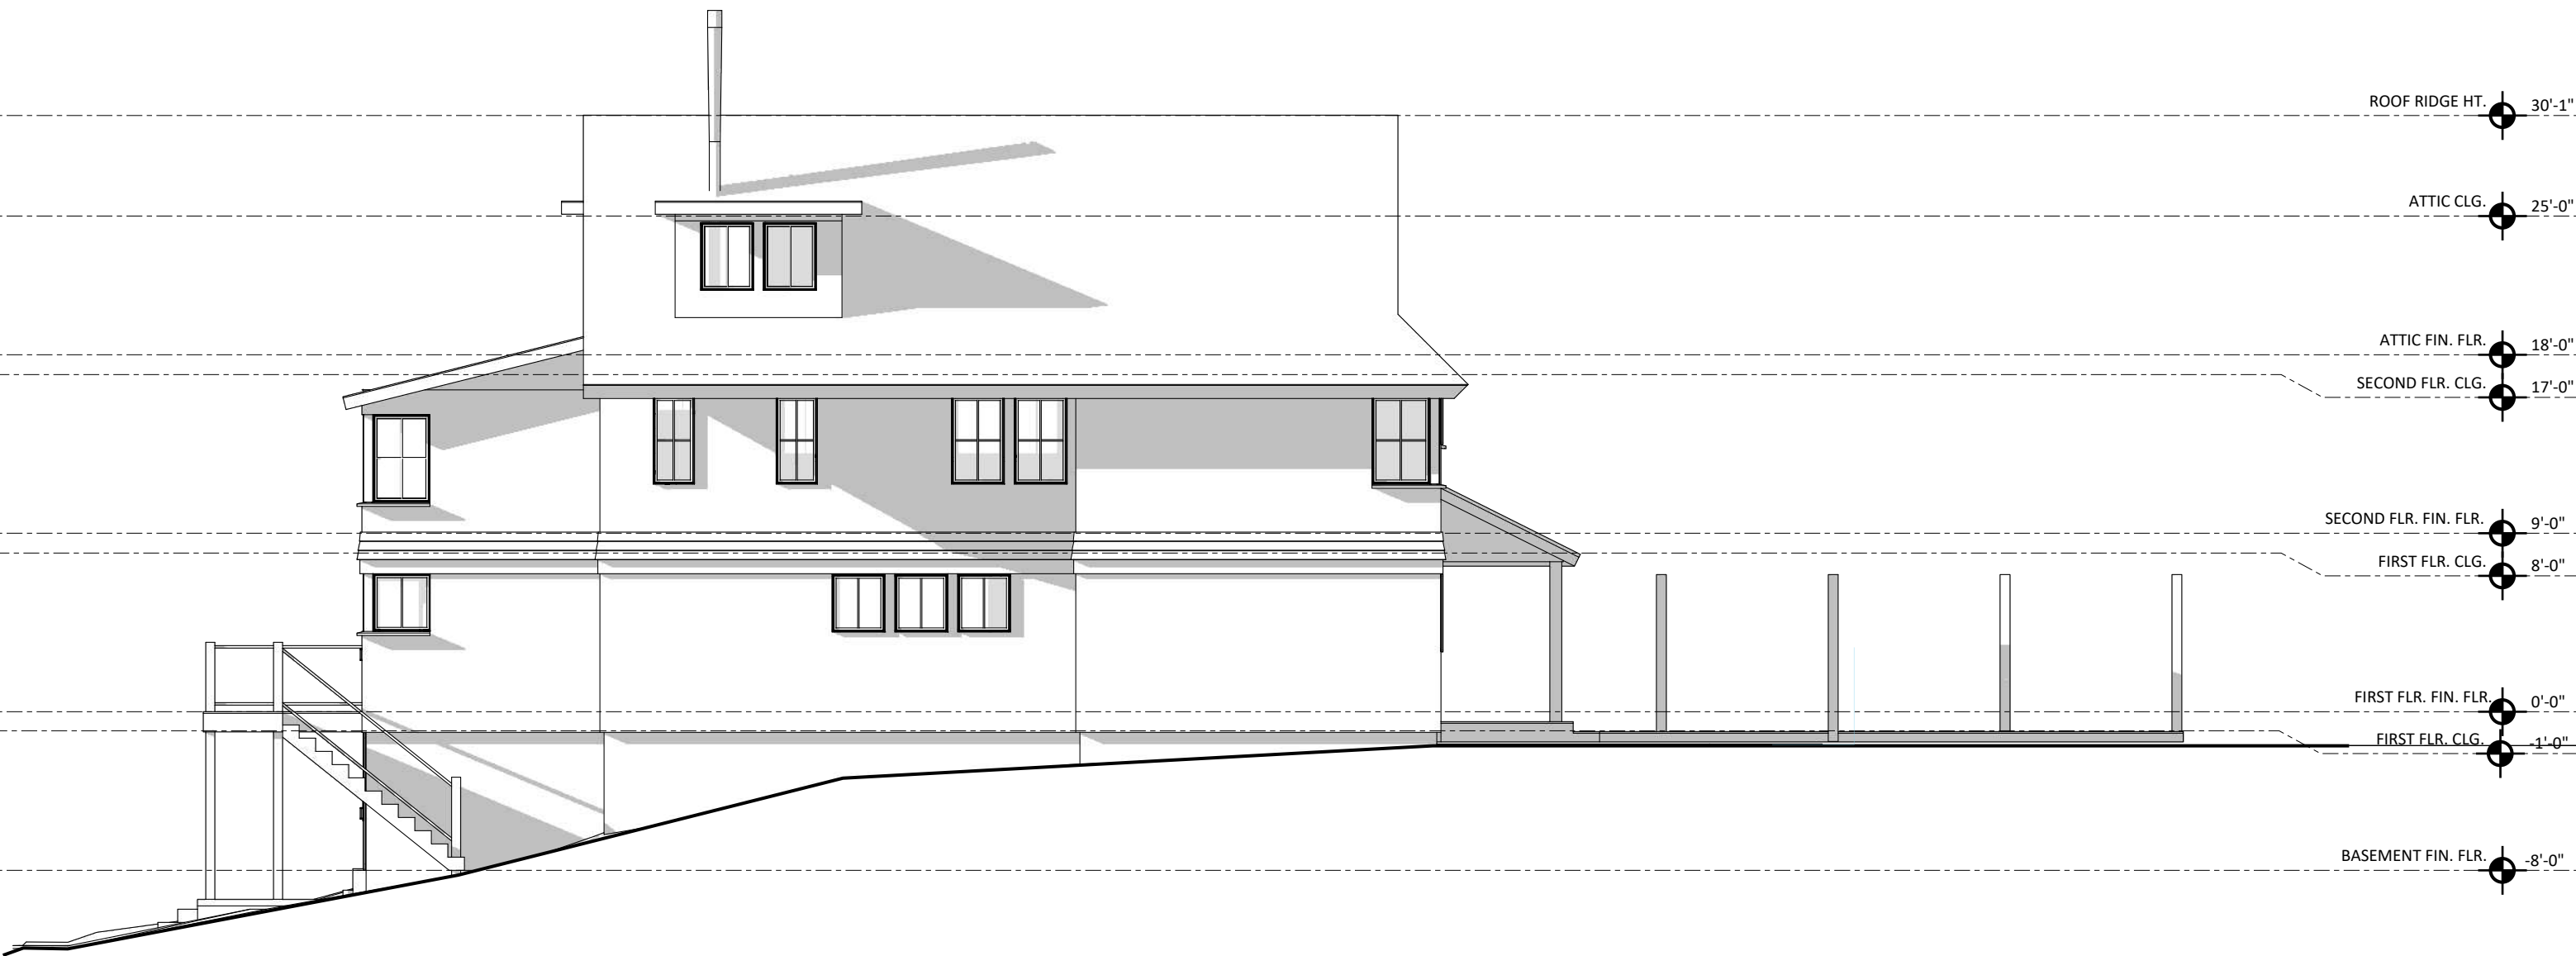 ROOF RIDGE HT. 30'-1"
ATTIC CLG. 25'-0"
ATTIC FIN. FLR. 18'-0"
SECOND FLR. CLG. 17'-0"
SECOND FLR. FIN. FLR. 9'-0"
FIRST FLR. CLG. 8'-0"
FIRST FLR. FIN. FLR. 0'-0"
FIRST FLR. CLG. -1'-0"
BASEMENT FIN. FLR. -8'-0"